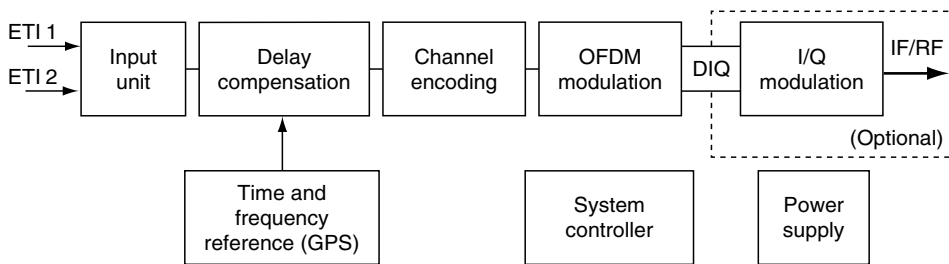 ETI 1
ETI 2
Input
unit
Delay
compensation
Channel
encoding
OFDM
modulation
DIQ
I/Q
modulation
IF/RF
(Optional)
Time and
frequency
reference (GPS)
System
controller
Power
supply